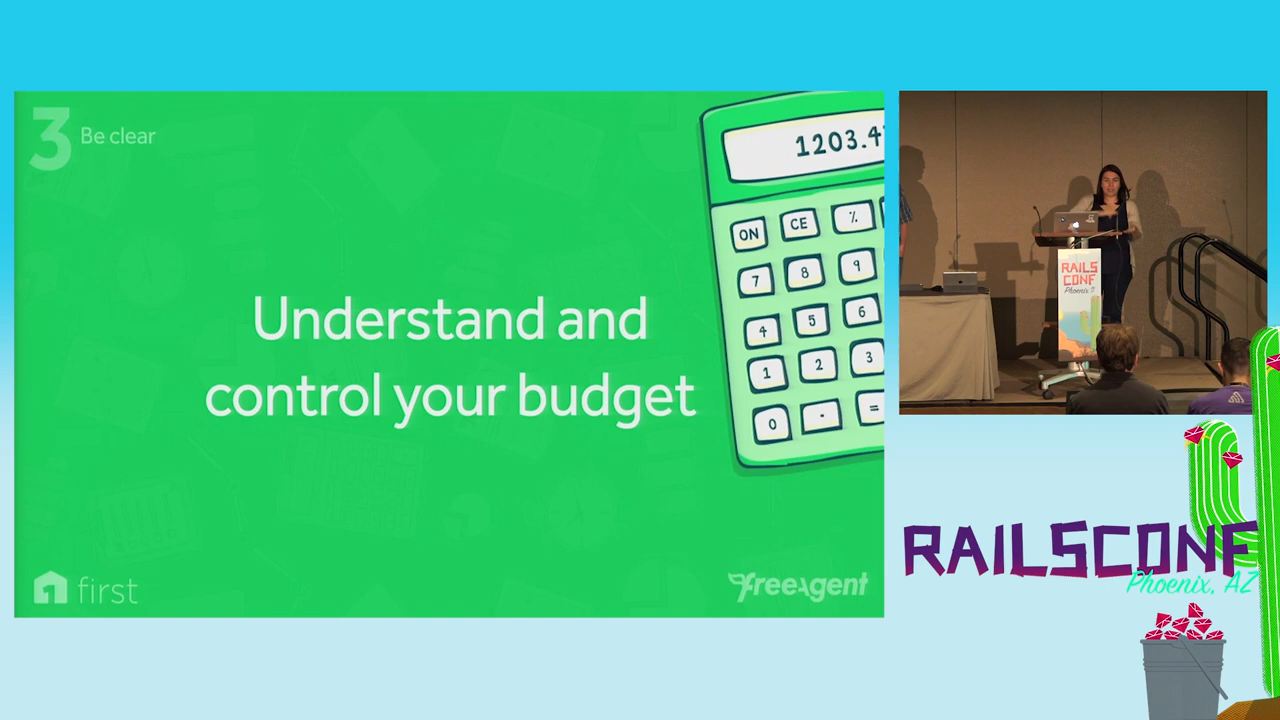 3 Be clear
Understand and
control your budget
1203.4
ON CE %
7 8 9
4 5 6
1 2 3
0 · =
first
freeagent
RAILS
CONF
Phoenix
RAILSCONF
Phoenix, AZ